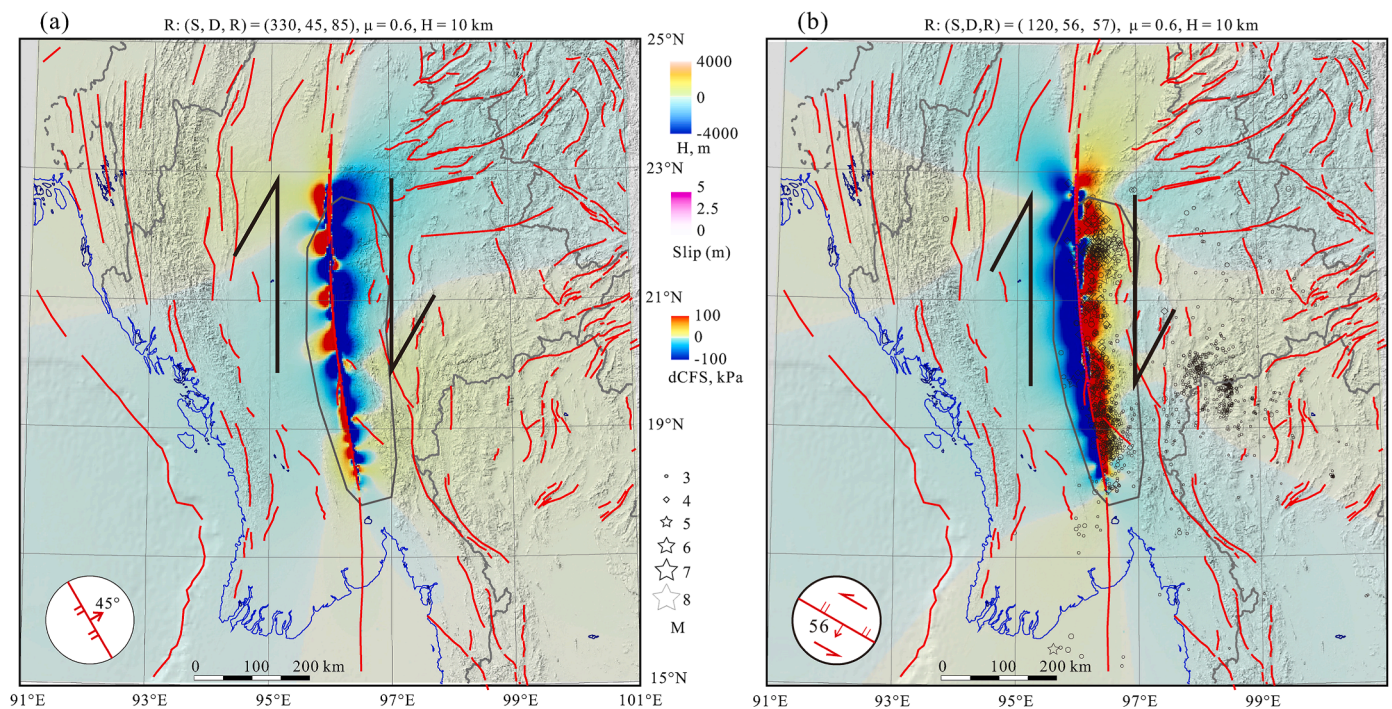 (a)
R: (S, D, R) = (330, 45, 85), μ = 0.6, H = 10 km
(b)
R: (S,D,R) = ( 120, 56, 57), μ = 0.6, H = 10 km
25°N
4000
0
-4000
H, m
23°N
5
2.5
0
Slip (m)
21°N
100
0
-100
dCFS, kPa
19°N
3
4
5
6
7
8
M
15°N
45°
0 100 200 km
56
0 100 200 km
91°E 93°E 95°E 97°E 99°E 101°E
93°E 95°E 97°E 99°E